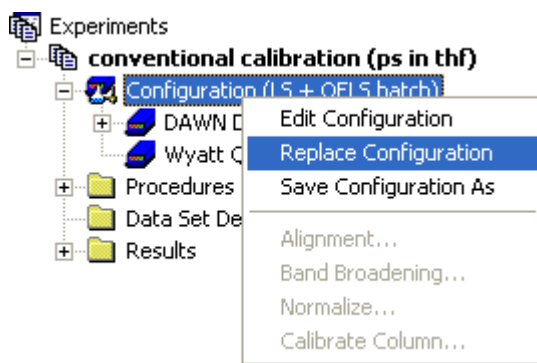 Experiments
conventional calibration (ps in thf)
Configuration (LS + QELS batch)
DAWN
Wyatt
Procedures
Data Set
Results
Edit Configuration
Replace Configuration
Save Configuration As
Alignment...
Band Broadening...
Normalize...
Calibrate Column...